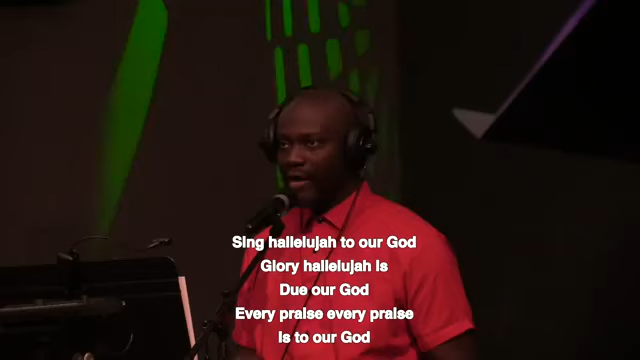 Sing hallelujah to our God
Glory hallelujah is
Due our God
Every praise every praise
Is to our God